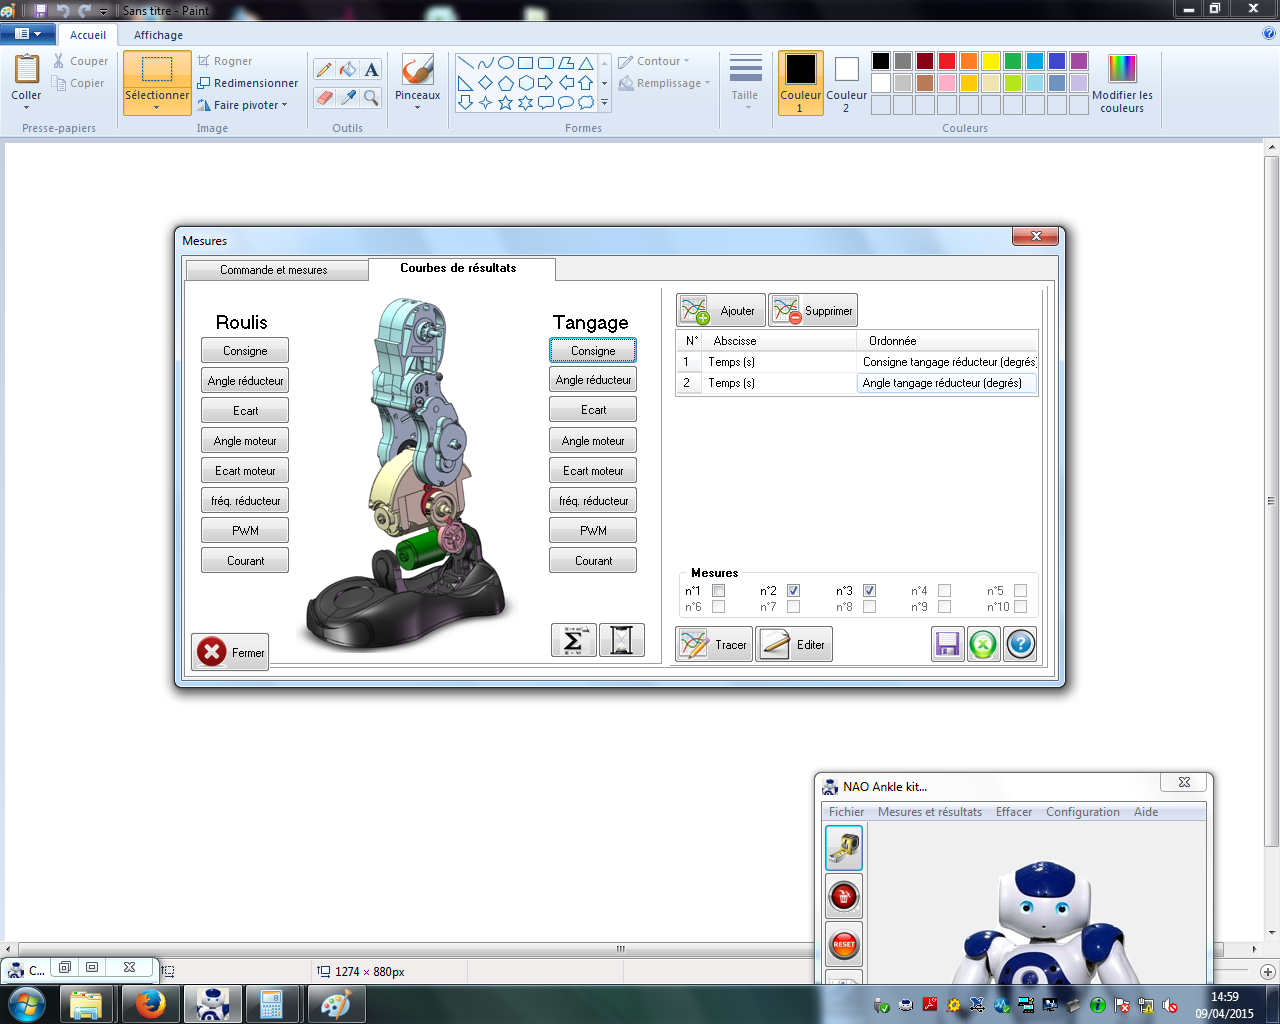 Sans titre - Paint
Accueil
Affichage
Coller
Couper
Copier
Presse-papiers
Sélectionner
Rogner
Redimensionner
Faire pivoter
Image
A
Outils
Pinceaux
Contour
Remplissage
Formes
Taille
Couleur
1
Couleur
2
Modifier les
couleurs
Couleurs
Mesures
Commande et mesures
Courbes de résultats
Roulis
Consigne
Angle réducteur
Ecart
Angle moteur
Ecart moteur
fréq. réducteur
PWM
Courant
Fermer
Tangage
Consigne
Angle réducteur
Ecart
Angle moteur
Ecart moteur
fréq. réducteur
PWM
Courant
Σ
Ajouter
Supprimer
N° Abscisse Ordonnée
1 Temps (s) Consigne tangage réducteur (degrés
2 Temps (s) Angle tangage réducteur (degrés)
Mesures
n°1 n°2 n°3 n°4 n°5
n°6 n°7 n°8 n°9 n°10
Tracer
Editer
NAO Ankle kit...
Fichier Mesures et résultats Effacer Configuration Aide
RESET
C...
1274 × 880px
14:59
09/04/2015